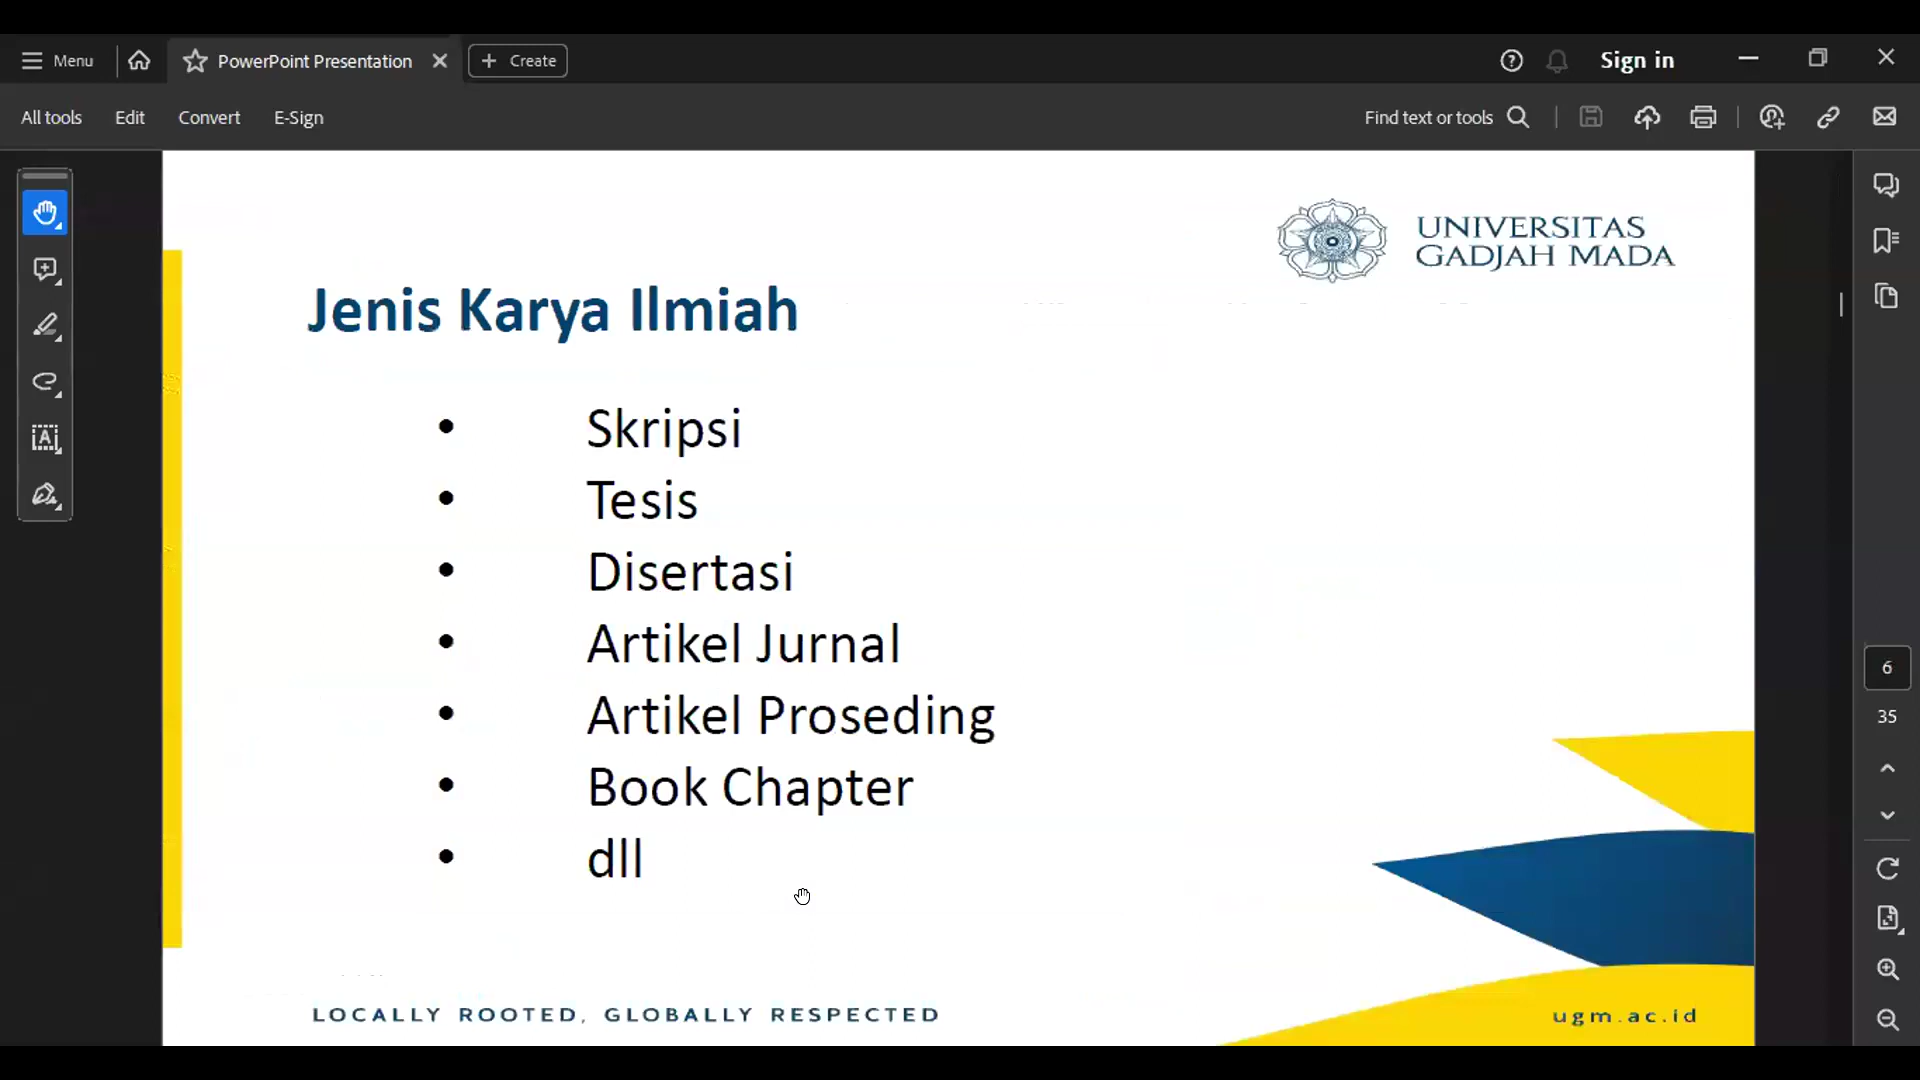 Menu
PowerPoint Presentation
Create
Sign in
All tools
Edit
Convert
E-Sign
Find text or tools
UNIVERSITAS
GADJAH MADA
Jenis Karya Ilmiah
• Skripsi
• Tesis
• Disertasi
• Artikel Jurnal
• Artikel Proseding
• Book Chapter
• dll
6
35
LOCALLY ROOTED, GLOBALLY RESPECTED
ugm.ac.id